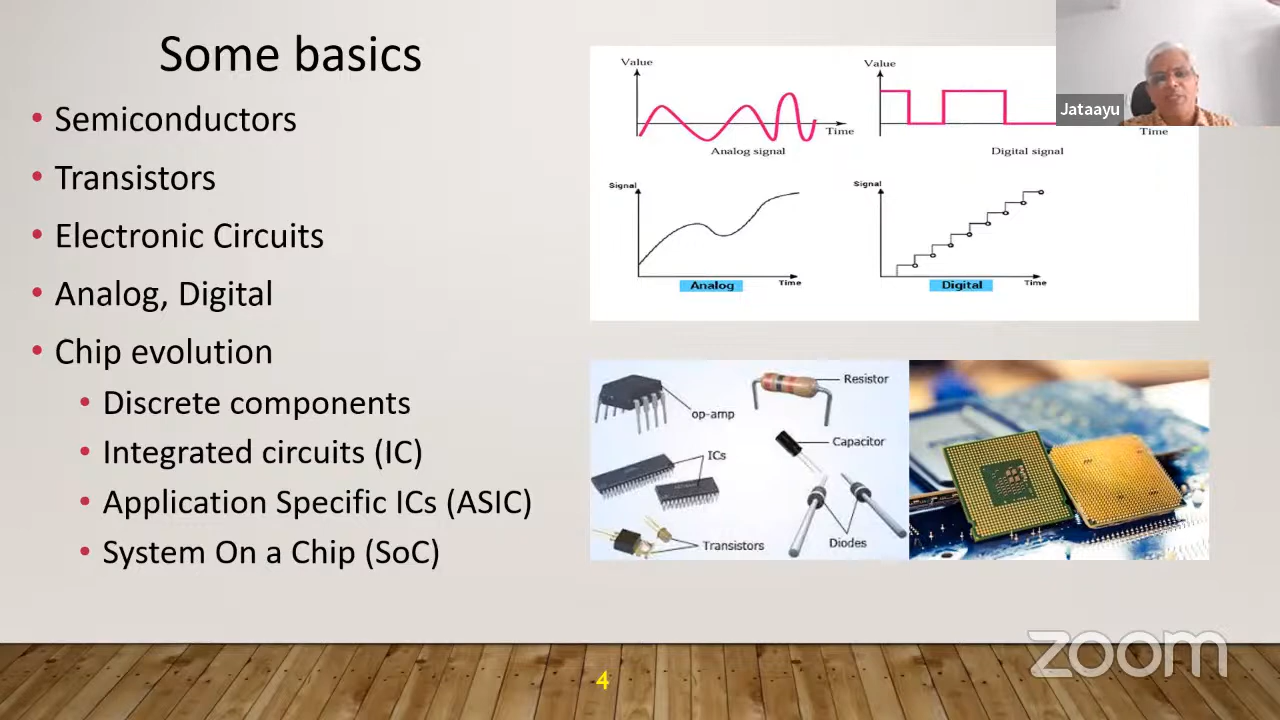 Some basics
• Semiconductors
• Transistors
• Electronic Circuits
• Analog, Digital
• Chip evolution
• Discrete components
• Integrated circuits (IC)
• Application Specific ICs (ASIC)
• System On a Chip (SoC)
Value
Time
Analog signal
Value
Time
Digital signal
Signal
Analog
Time
Signal
Digital
Time
Jataayu
op-amp
Resistor
Capacitor
ICs
Transistors
Diodes
4
zoom